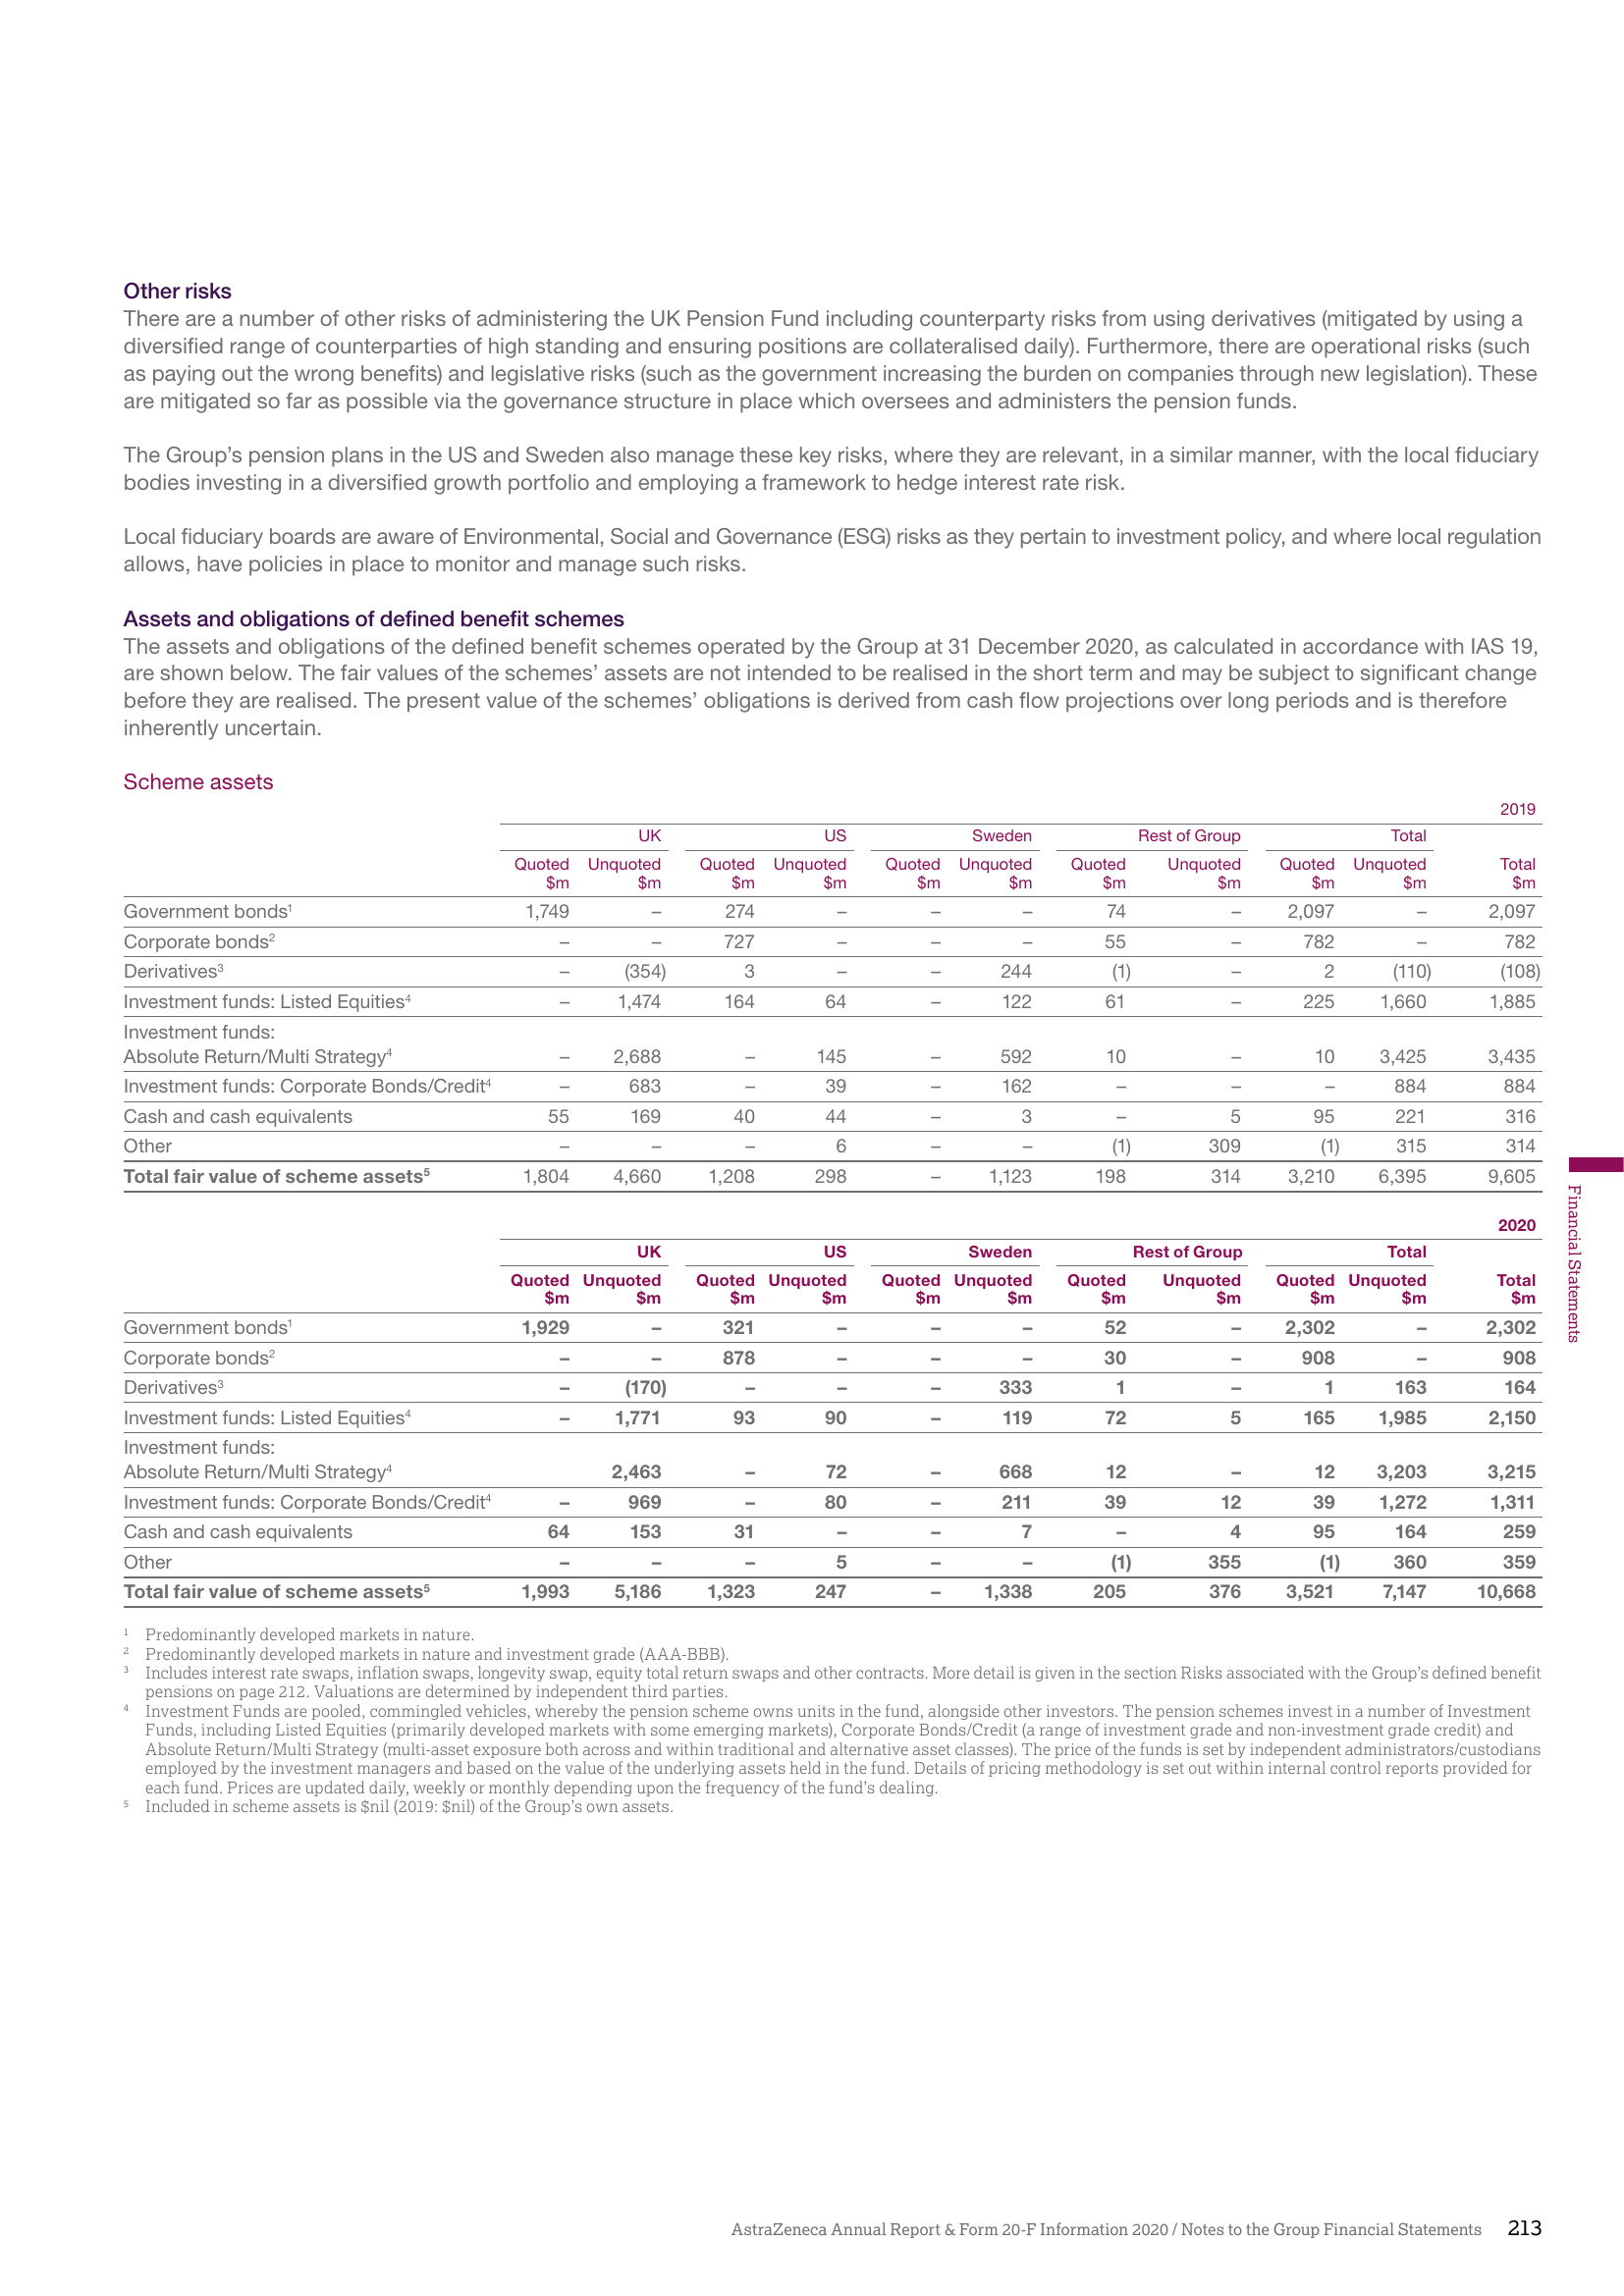 Other risks
There are a number of other risks of administering the UK Pension Fund including counterparty risks from using derivatives (mitigated by using a
diversified range of counterparties of high standing and ensuring positions are collateralised daily). Furthermore, there are operational risks (such
as paying out the wrong benefits) and legislative risks (such as the government increasing the burden on companies through new legislation). These
are mitigated so far as possible via the governance structure in place which oversees and administers the pension funds.
The Group’s pension plans in the US and Sweden also manage these key risks, where they are relevant, in a similar manner, with the local fiduciary
bodies investing in a diversified growth portfolio and employing a framework to hedge interest rate risk.
Local fiduciary boards are aware of Environmental, Social and Governance (ESG) risks as they pertain to investment policy, and where local regulation
allows, have policies in place to monitor and manage such risks.
Assets and obligations of defined benefit schemes
The assets and obligations of the defined benefit schemes operated by the Group at 31 December 2020, as calculated in accordance with IAS 19,
are shown below. The fair values of the schemes’ assets are not intended to be realised in the short term and may be subject to significant change
before they are realised. The present value of the schemes’ obligations is derived from cash flow projections over long periods and is therefore
inherently uncertain.
Scheme assets
2019
UK US Sweden Rest of Group Total
Quoted Unquoted Quoted Unquoted Quoted Unquoted Quoted Unquoted Quoted Unquoted Total
$m $m $m $m $m $m $m $m $m $m $m
Government bonds¹ 1,749 – 274 – – – 74 – 2,097 – 2,097
Corporate bonds² – – 727 – – – 55 – 782 – 782
Derivatives³ – (354) 3 – – 244 (1) – 2 (110) (108)
Investment funds: Listed Equities⁴ – 1,474 164 64 – 122 61 – 225 1,660 1,885
Investment funds:
Absolute Return/Multi Strategy⁴ – 2,688 – 145 – 592 10 – 10 3,425 3,435
Investment funds: Corporate Bonds/Credit⁴ – 683 – 39 – 162 – – – 884 884
Cash and cash equivalents 55 169 40 44 – 3 – 5 95 221 316
Other – – – 6 – – (1) 309 (1) 315 314
Total fair value of scheme assets⁵ 1,804 4,660 1,208 298 – 1,123 198 314 3,210 6,395 9,605
2020
UK US Sweden Rest of Group Total
Quoted Unquoted Quoted Unquoted Quoted Unquoted Quoted Unquoted Quoted Unquoted Total
$m $m $m $m $m $m $m $m $m $m $m
Government bonds¹ 1,929 – 321 – – – 52 – 2,302 – 2,302
Corporate bonds² – – 878 – – – 30 – 908 – 908
Derivatives³ – (170) – – – 333 1 – 1 163 164
Investment funds: Listed Equities⁴ – 1,771 93 90 – 119 72 5 165 1,985 2,150
Investment funds:
Absolute Return/Multi Strategy⁴ 2,463 – 72 – 668 12 – 12 3,203 3,215
Investment funds: Corporate Bonds/Credit⁴ – 969 – 80 – 211 39 12 39 1,272 1,311
Cash and cash equivalents 64 153 31 – – 7 – 4 95 164 259
Other – – – 5 – – (1) 355 (1) 360 359
Total fair value of scheme assets⁵ 1,993 5,186 1,323 247 – 1,338 205 376 3,521 7,147 10,668
¹ Predominantly developed markets in nature.
² Predominantly developed markets in nature and investment grade (AAA-BBB).
³ Includes interest rate swaps, inflation swaps, longevity swap, equity total return swaps and other contracts. More detail is given in the section Risks associated with the Group’s defined benefit
pensions on page 212. Valuations are determined by independent third parties.
⁴ Investment Funds are pooled, commingled vehicles, whereby the pension scheme owns units in the fund, alongside other investors. The pension schemes invest in a number of Investment
Funds, including Listed Equities (primarily developed markets with some emerging markets), Corporate Bonds/Credit (a range of investment grade and non-investment grade credit) and
Absolute Return/Multi Strategy (multi-asset exposure both across and within traditional and alternative asset classes). The price of the funds is set by independent administrators/custodians
employed by the investment managers and based on the value of the underlying assets held in the fund. Details of pricing methodology is set out within internal control reports provided for
each fund. Prices are updated daily, weekly or monthly depending upon the frequency of the fund’s dealing.
⁵ Included in scheme assets is $nil (2019: $nil) of the Group’s own assets.
Financial Statements
AstraZeneca Annual Report & Form 20-F Information 2020 / Notes to the Group Financial Statements 213